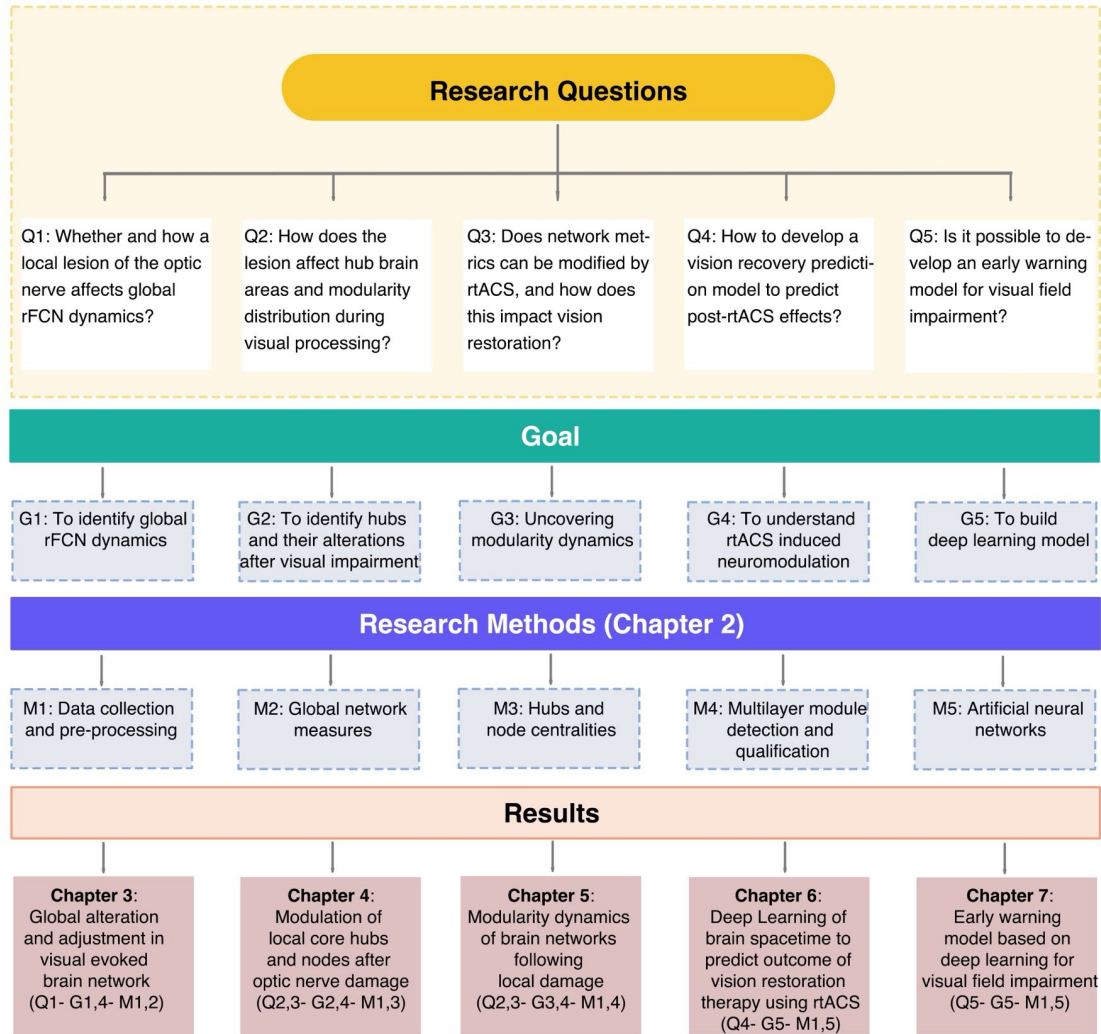 Research Questions
Q1: Whether and how a
local lesion of the optic
nerve affects global
rFCN dynamics?
Q2: How does the
lesion affect hub brain
areas and modularity
distribution during
visual processing?
Q3: Does network met-
rics can be modified by
rtACS, and how does
this impact vision
restoration?
Q4: How to develop a
vision recovery predicti-
on model to predict
post-rtACS effects?
Q5: Is it possible to de-
velop an early warning
model for visual field
impairment?
Goal
G1: To identify global
rFCN dynamics
G2: To identify hubs
and their alterations
after visual impairment
G3: Uncovering
modularity dynamics
G4: To understand
rtACS induced
neuromodulation
G5: To build
deep learning model
Research Methods (Chapter 2)
M1: Data collection
and pre-processing
M2: Global network
measures
M3: Hubs and
node centralities
M4: Multilayer module
detection and
qualification
M5: Artificial neural
networks
Results
Chapter 3:
Global alteration
and adjustment in
visual evoked
brain network
(Q1- G1,4- M1,2)
Chapter 4:
Modulation of
local core hubs
and nodes after
optic nerve damage
(Q2,3- G2,4- M1,3)
Chapter 5:
Modularity dynamics
of brain networks
following
local damage
(Q2,3- G3,4- M1,4)
Chapter 6:
Deep Learning of
brain spacetime to
predict outcome of
vision restoration
therapy using rtACS
(Q4- G5- M1,5)
Chapter 7:
Early warning
model based on
deep learning for
visual field impairment
(Q5- G5- M1,5)